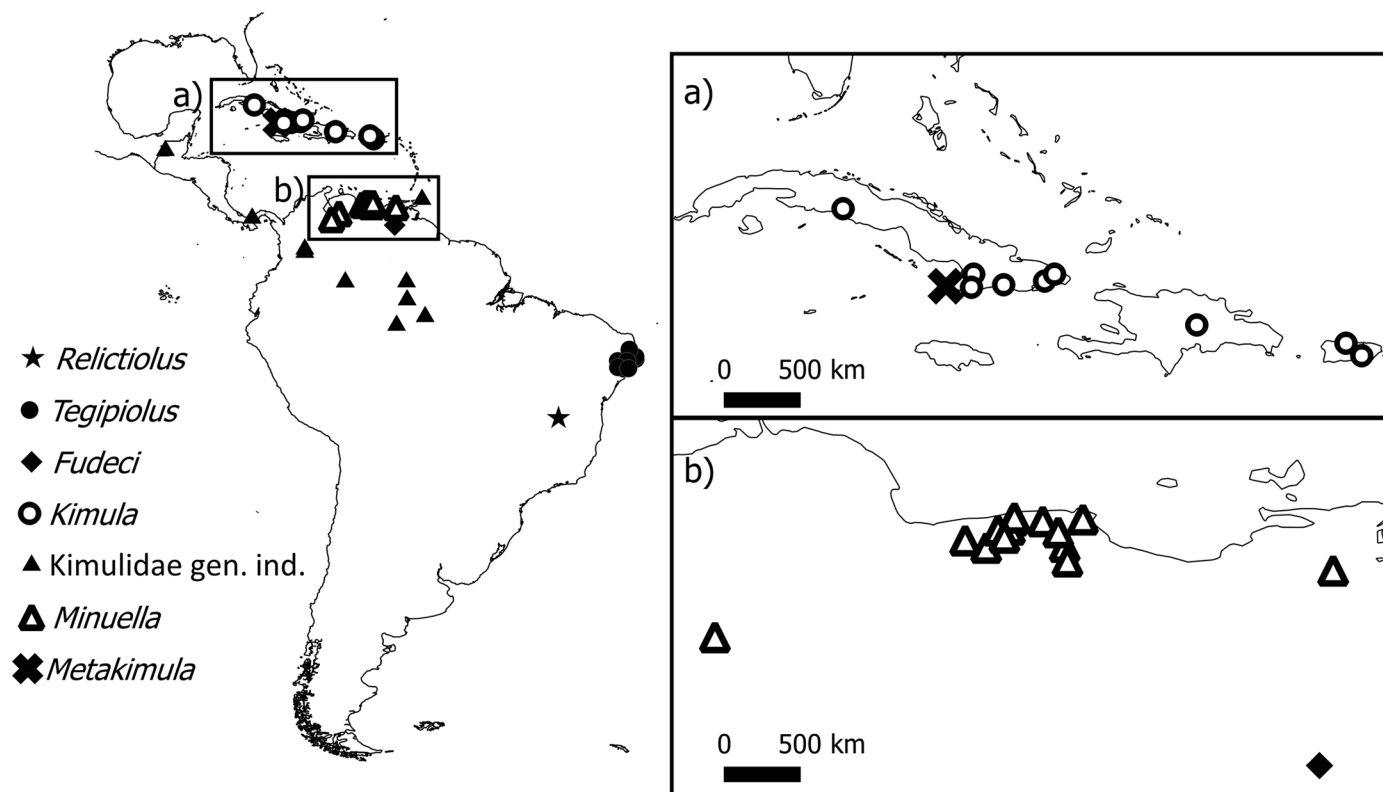 a)
b)
Relictiolus
Tegipiolus
Fudeci
Kimula
Kimulidae gen. ind.
Minuella
Metakimula
a)
0 500 km
b)
0 500 km